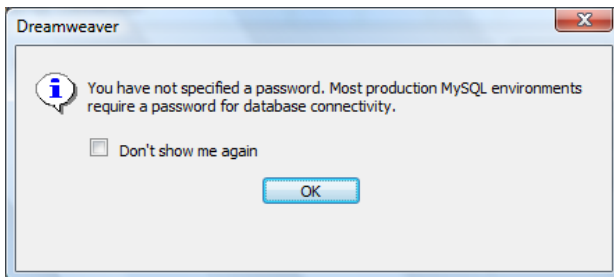 Dreamweaver
You have not specified a password. Most production MySQL environments
require a password for database connectivity.
Don't show me again
OK